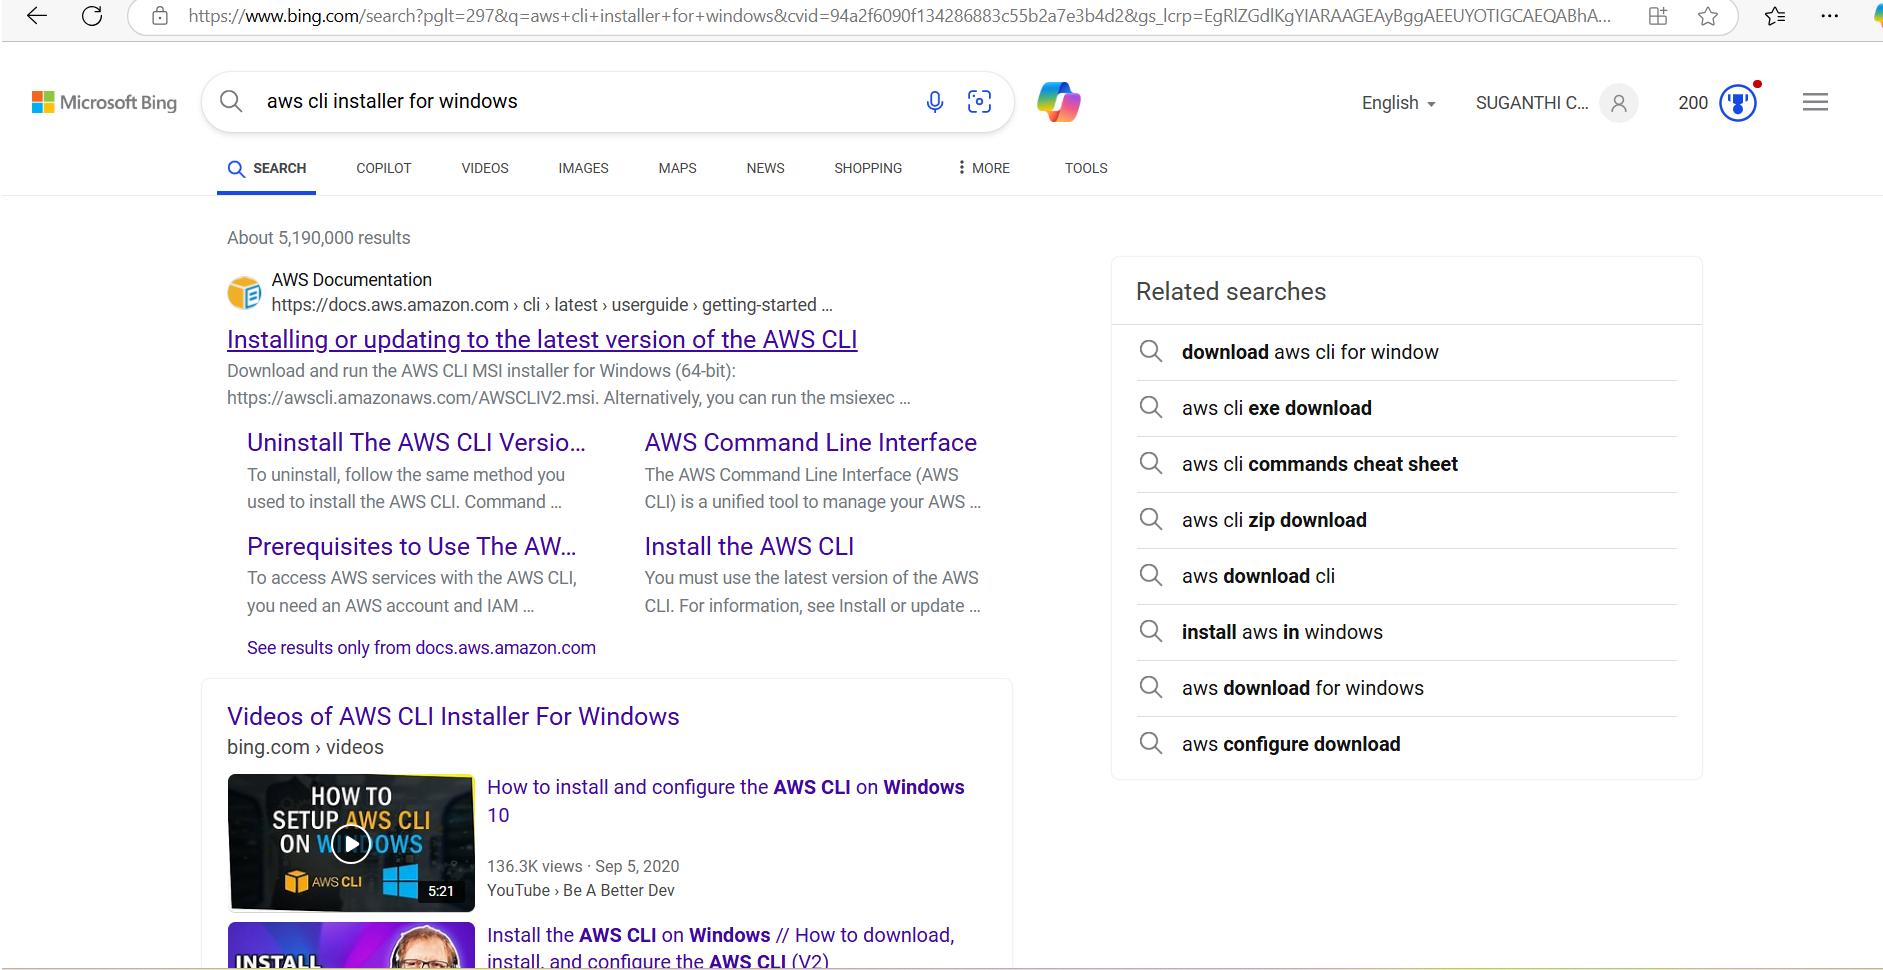 https://www.bing.com/search?pglt=297&q=aws+cli+installer+for+windows&cvid=94a2f6090f134286883c55b2a7e3b4d2&gs_lcrp=EgRlZGdlKgYIARAAGEAyBggAEEUYOTIGCAEQABhA...
Microsoft Bing
aws cli installer for windows
English
SUGANTHI C...
200
SEARCH
COPILOT
VIDEOS
IMAGES
MAPS
NEWS
SHOPPING
MORE
TOOLS
About 5,190,000 results
AWS Documentation
https://docs.aws.amazon.com › cli › latest › userguide › getting-started ...
Installing or updating to the latest version of the AWS CLI
Download and run the AWS CLI MSI installer for Windows (64-bit):
https://awscli.amazonaws.com/AWSCLIV2.msi. Alternatively, you can run the msiexec ...
Uninstall The AWS CLI Versio...
To uninstall, follow the same method you
used to install the AWS CLI. Command ...
AWS Command Line Interface
The AWS Command Line Interface (AWS
CLI) is a unified tool to manage your AWS ...
Prerequisites to Use The AW...
To access AWS services with the AWS CLI,
you need an AWS account and IAM ...
Install the AWS CLI
You must use the latest version of the AWS
CLI. For information, see Install or update ...
See results only from docs.aws.amazon.com
Videos of AWS CLI Installer For Windows
bing.com › videos
HOW TO
SETUP AWS CLI
ON WINDOWS
AWS CLI
5:21
How to install and configure the AWS CLI on Windows
10
136.3K views · Sep 5, 2020
YouTube › Be A Better Dev
INSTALL
Install the AWS CLI on Windows // How to download,
install, and configure the AWS CLI (V2)
Related searches
download aws cli for window
aws cli exe download
aws cli commands cheat sheet
aws cli zip download
aws download cli
install aws in windows
aws download for windows
aws configure download